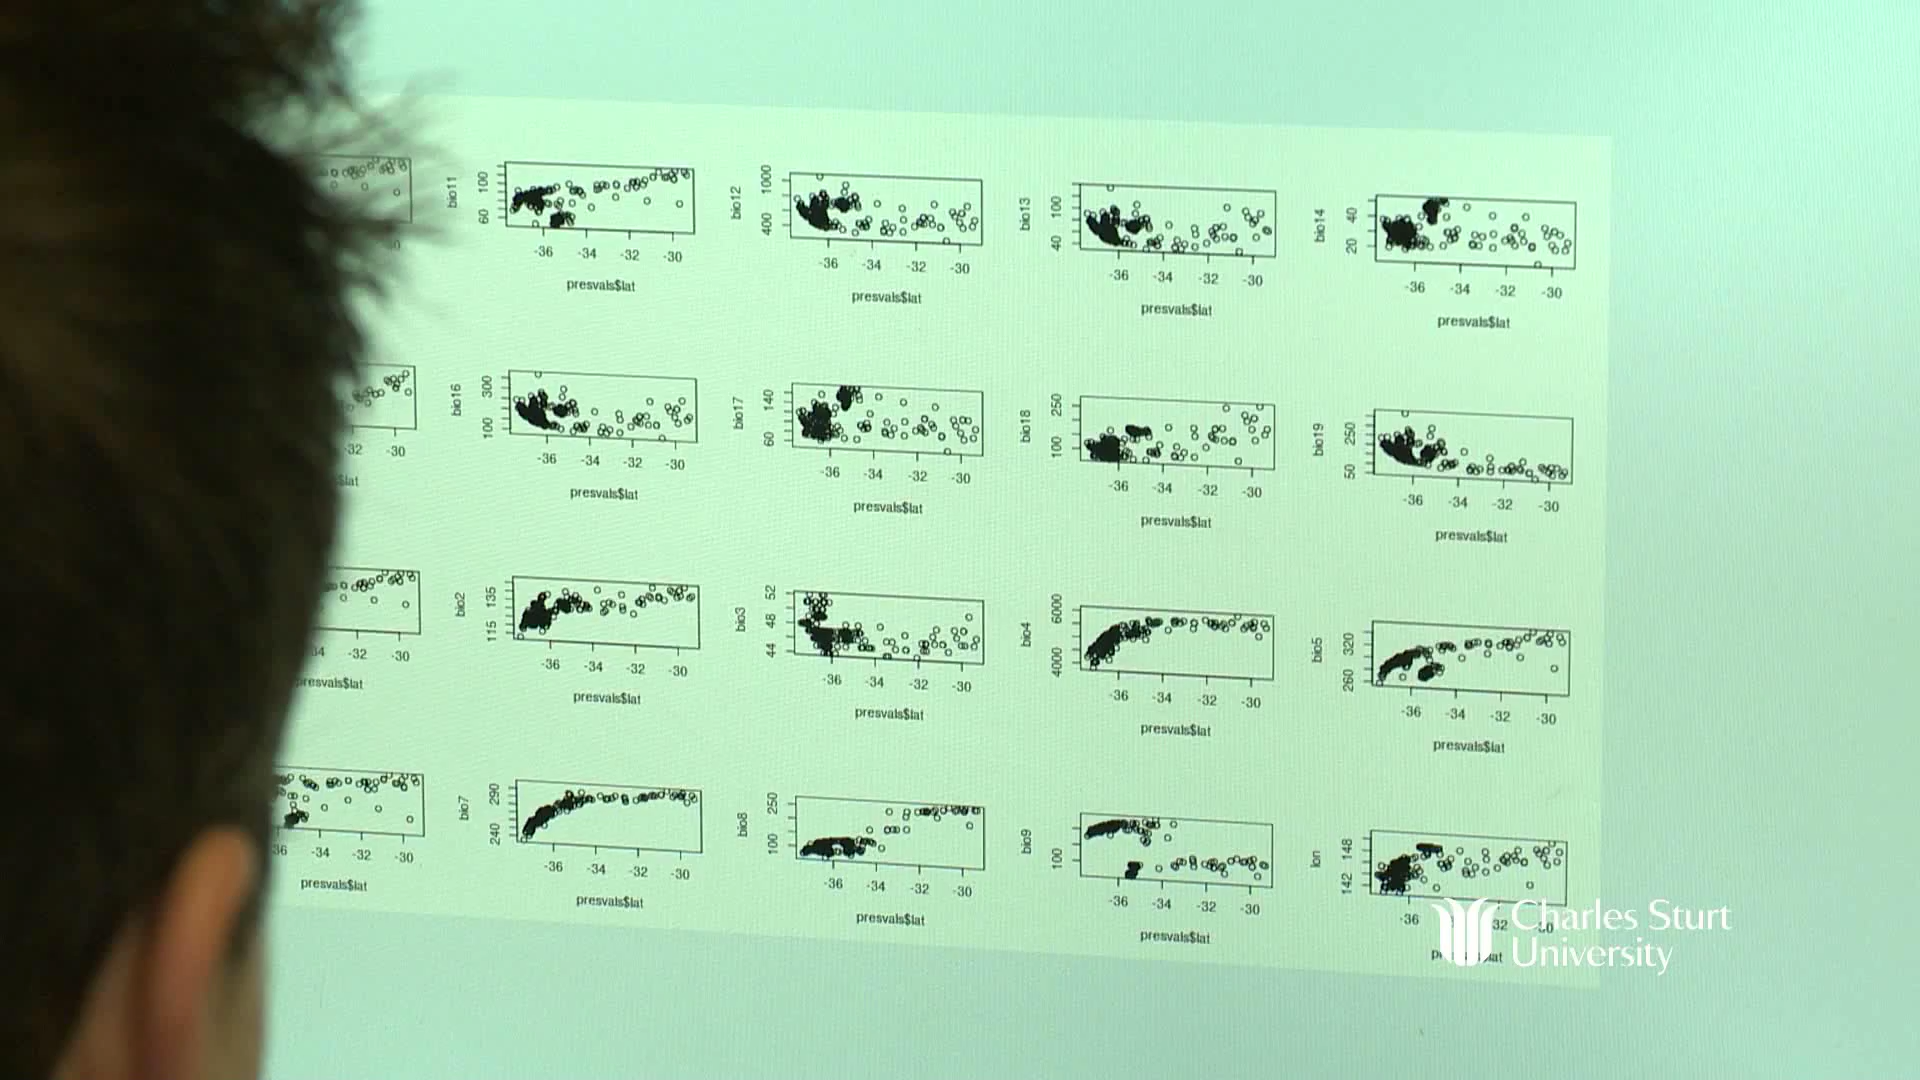 bio11
100
60
-36 -34 -32 -30
presvals$lat
bio12
1000
400
-36 -34 -32 -30
presvals$lat
bio13
100
40
-36 -34 -32 -30
presvals$lat
bio14
40
20
-36 -34 -32 -30
presvals$lat
-30
bio16
300
100
-36 -34 -32 -30
presvals$lat
bio17
140
60
-36 -34 -32 -30
presvals$lat
bio18
250
100
-36 -34 -32 -30
presvals$lat
bio19
250
50
-36 -34 -32 -30
presvals$lat
-34 -32 -30
presvals$lat
bio2
135
115
-36 -34 -32 -30
presvals$lat
bio3
52
48
44
-36 -34 -32 -30
presvals$lat
bio4
6000
4000
-36 -34 -32 -30
presvals$lat
bio5
320
260
-36 -34 -32 -30
presvals$lat
-34 -32 -30
presvals$lat
bio7
290
240
-36 -34 -32 -30
presvals$lat
bio8
250
100
-36 -34 -32 -30
presvals$lat
bio9
100
-36 -34 -32 -30
presvals$lat
lon
148
142
-36
Charles Sturt
University